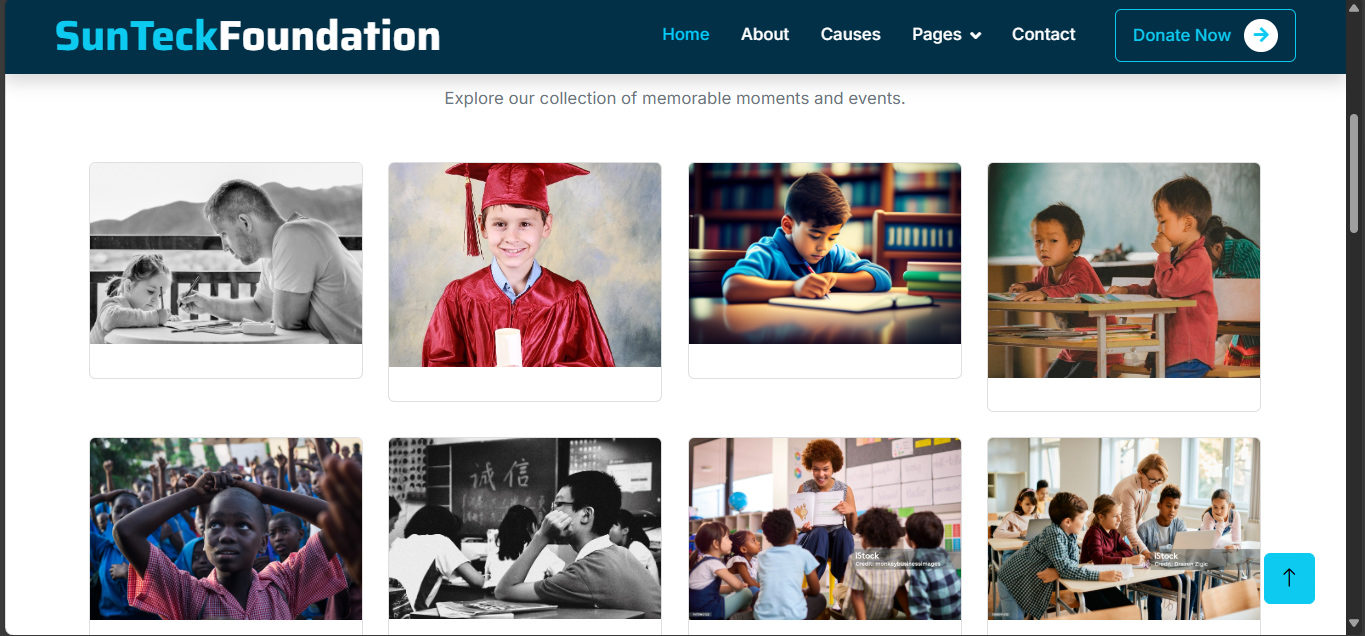 SunTeckFoundation
Home About Causes Pages Contact Donate Now
Explore our collection of memorable moments and events.
誠信
iStock
Credit: monkeybusinessimages
iStock
Credit: Drazen Zigic